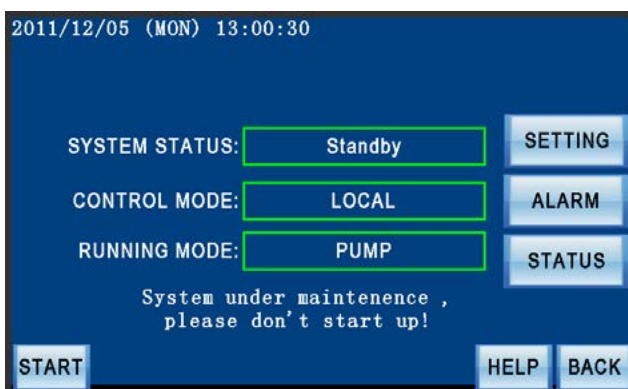 2011/12/05 (MON) 13:00:30
SYSTEM STATUS: Standby SETTING
CONTROL MODE: LOCAL ALARM
RUNNING MODE: PUMP STATUS
System under maintenence ,
please don't start up!
START HELP BACK